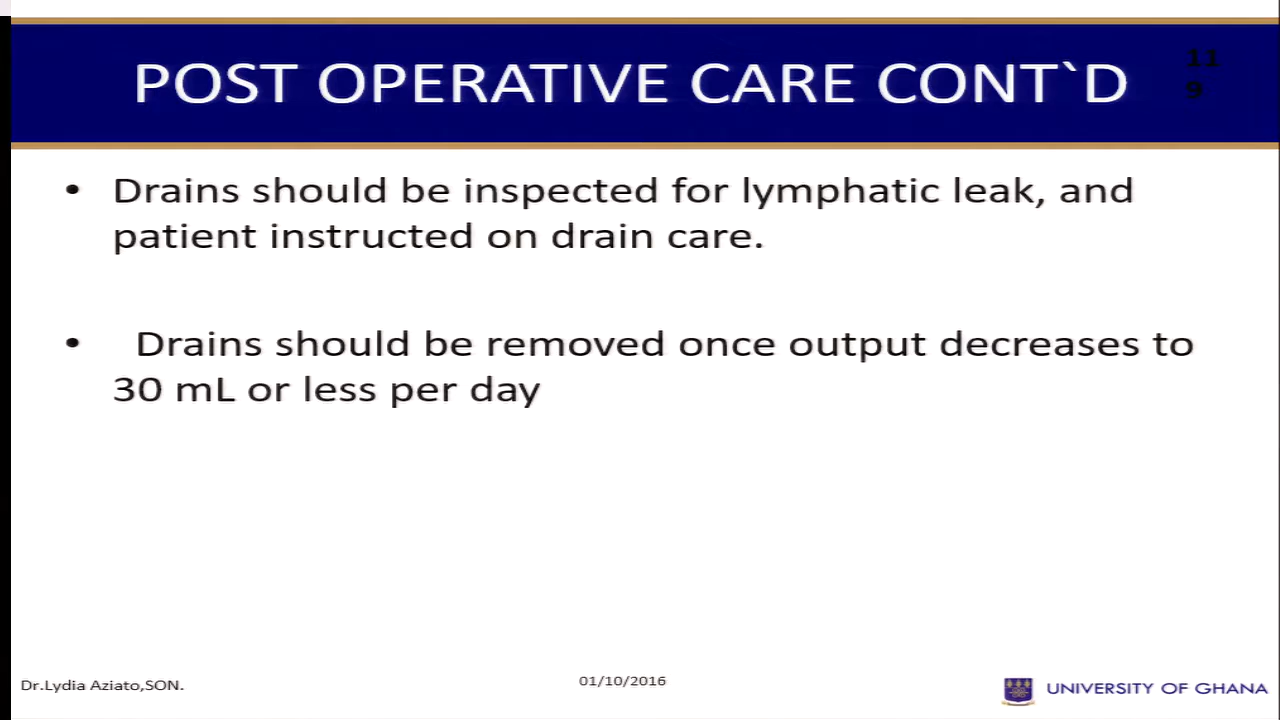 POST OPERATIVE CARE CONT`D
11
9
• Drains should be inspected for lymphatic leak, and
patient instructed on drain care.
• Drains should be removed once output decreases to
30 mL or less per day
Dr.Lydia Aziato,SON.
01/10/2016
UNIVERSITY OF GHANA